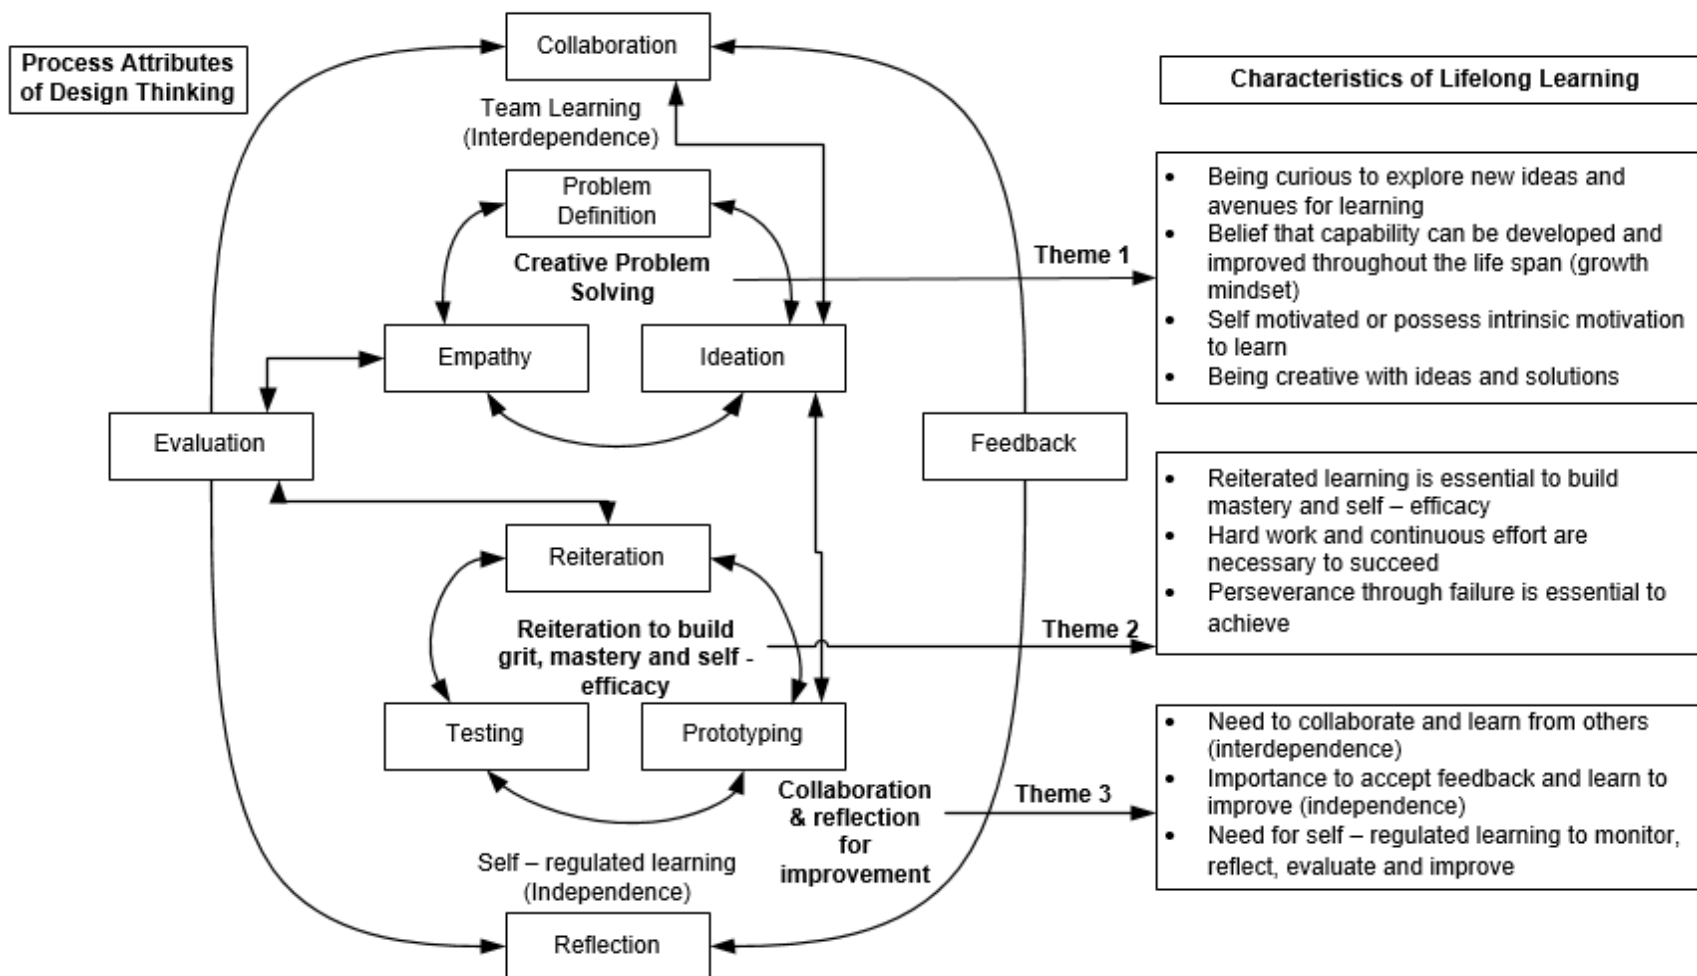 Process Attributes
of Design Thinking
Collaboration
Team Learning
(Interdependence)
Problem
Definition
Creative Problem
Solving
Empathy
Ideation
Evaluation
Feedback
Reiteration
Reiteration to build
grit, mastery and self -
efficacy
Testing
Prototyping
Collaboration
& reflection
for
improvement
Self – regulated learning
(Independence)
Reflection
Theme 1
Theme 2
Theme 3
Characteristics of Lifelong Learning
• Being curious to explore new ideas and
avenues for learning
• Belief that capability can be developed and
improved throughout the life span (growth
mindset)
• Self motivated or possess intrinsic motivation
to learn
• Being creative with ideas and solutions
• Reiterated learning is essential to build
mastery and self – efficacy
• Hard work and continuous effort are
necessary to succeed
• Perseverance through failure is essential to
achieve
• Need to collaborate and learn from others
(interdependence)
• Importance to accept feedback and learn to
improve (independence)
• Need for self – regulated learning to monitor,
reflect, evaluate and improve